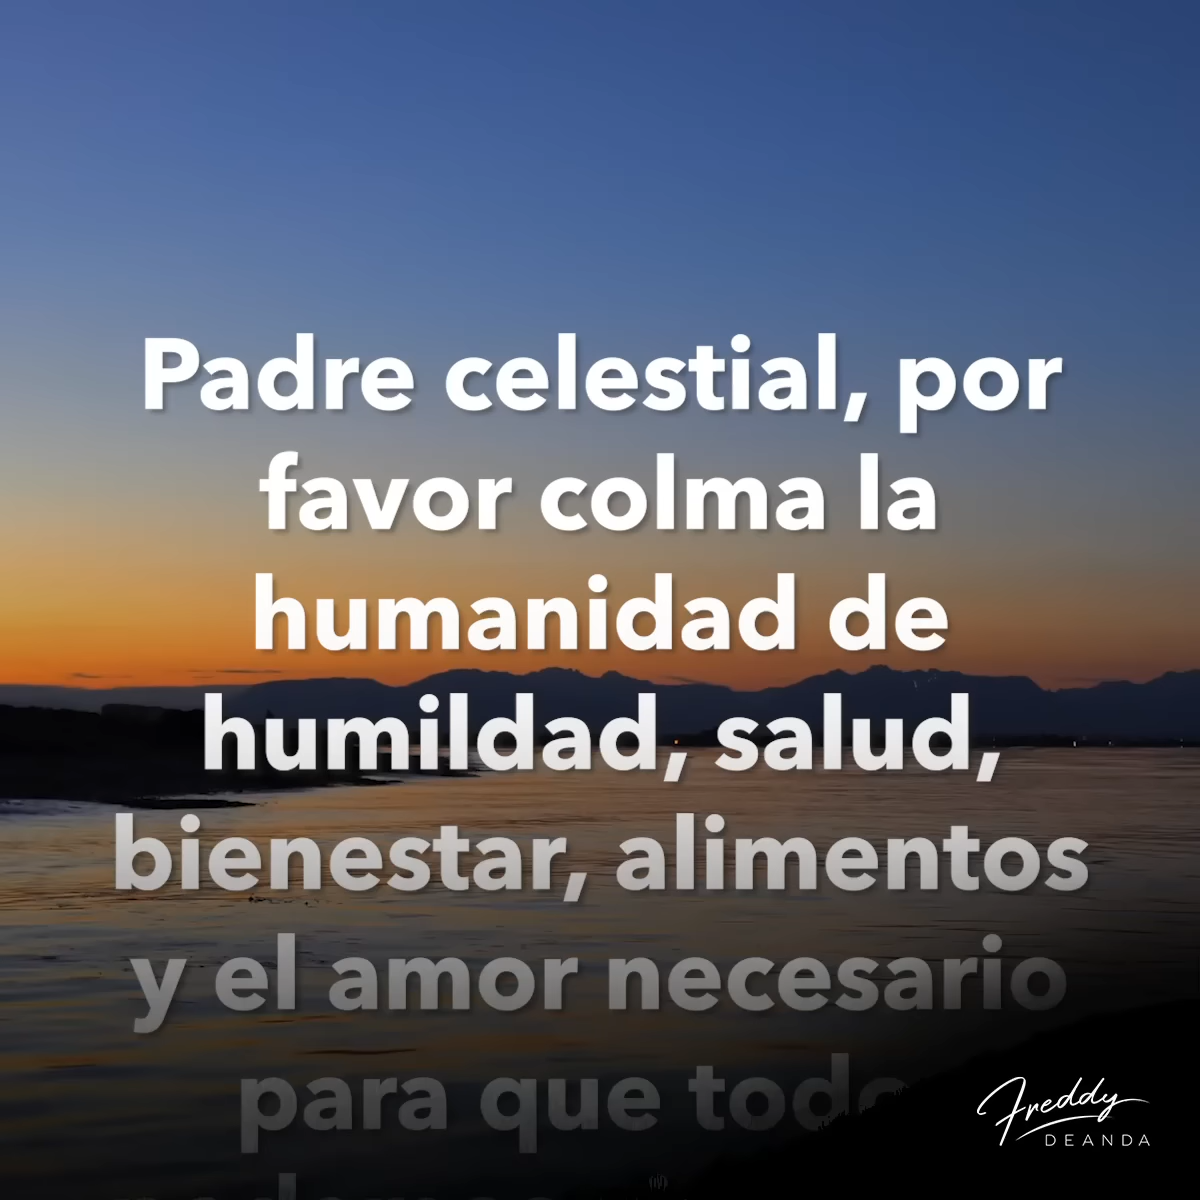 Padre celestial, por
favor colma la
humanidad de
humildad, salud,
bienestar, alimentos
y el amor necesario
para que
Freddy
DEANDA